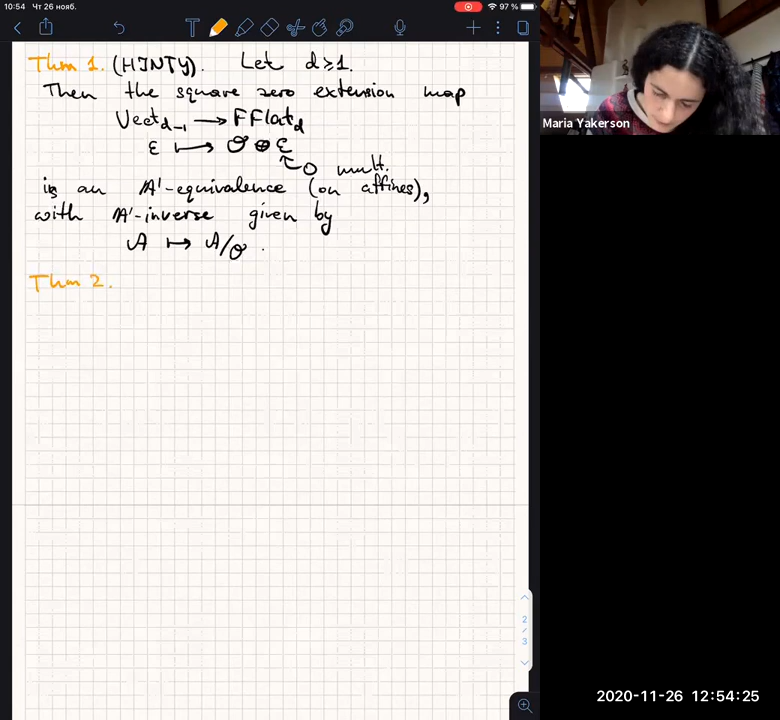 10:54 Чт 26 нояб.
97 %
Thm 1. (HJNTY). Let d ⩾ 1.
Then the square zero extension map
Vect_{d-1} → FFlat_d
ℰ ↦ 𝒪 ⊕ ℰ
0 mult.
is an A¹-equivalence (on affines),
with A¹-inverse given by
𝒜 ↦ 𝒜/𝒪 .
Thm 2.
2 / 3
Maria Yakerson
2020-11-26 12:54:25